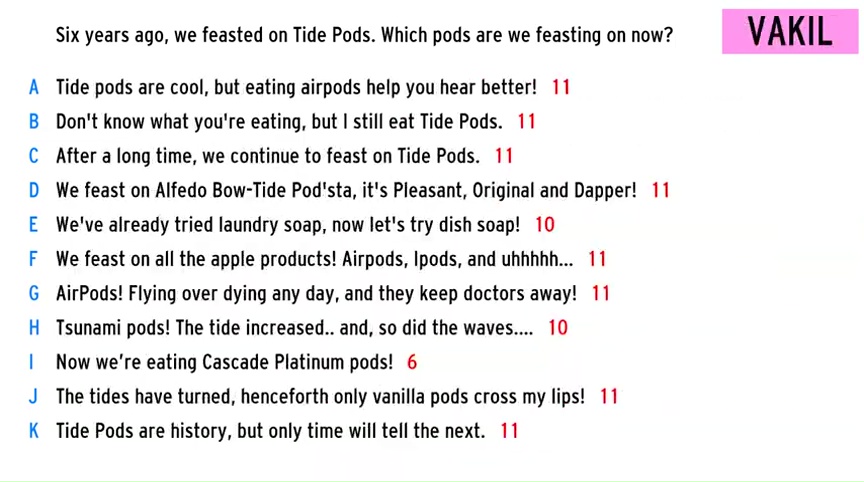 Six years ago, we feasted on Tide Pods. Which pods are we feasting on now?
VAKIL
A Tide pods are cool, but eating airpods help you hear better! 11
B Don't know what you're eating, but I still eat Tide Pods. 11
C After a long time, we continue to feast on Tide Pods. 11
D We feast on Alfedo Bow-Tide Pod'sta, it's Pleasant, Original and Dapper! 11
E We've already tried laundry soap, now let's try dish soap! 10
F We feast on all the apple products! Airpods, Ipods, and uhhhhh... 11
G AirPods! Flying over dying any day, and they keep doctors away! 11
H Tsunami pods! The tide increased.. and, so did the waves.... 10
I Now we're eating Cascade Platinum pods! 6
J The tides have turned, henceforth only vanilla pods cross my lips! 11
K Tide Pods are history, but only time will tell the next. 11